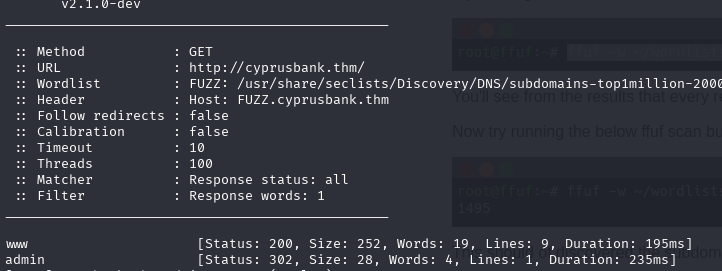 v2.1.0-dev
:: Method : GET
:: URL : http://cyprusbank.thm/
:: Wordlist : FUZZ: /usr/share/seclists/Discovery/DNS/subdomains-top1million-2000
:: Header : Host: FUZZ.cyprusbank.thm
:: Follow redirects : false
:: Calibration : false
:: Timeout : 10
:: Threads : 100
:: Matcher : Response status: all
:: Filter : Response words: 1
www [Status: 200, Size: 252, Words: 19, Lines: 9, Duration: 195ms]
admin [Status: 302, Size: 28, Words: 4, Lines: 1, Duration: 235ms]
root@ffuf:~# ffuf -w ~/wordlist
You'll see from the results that every
Now try running the below ffuf scan bu
root@ffuf:~# ffuf -w ~/wordlist
1495